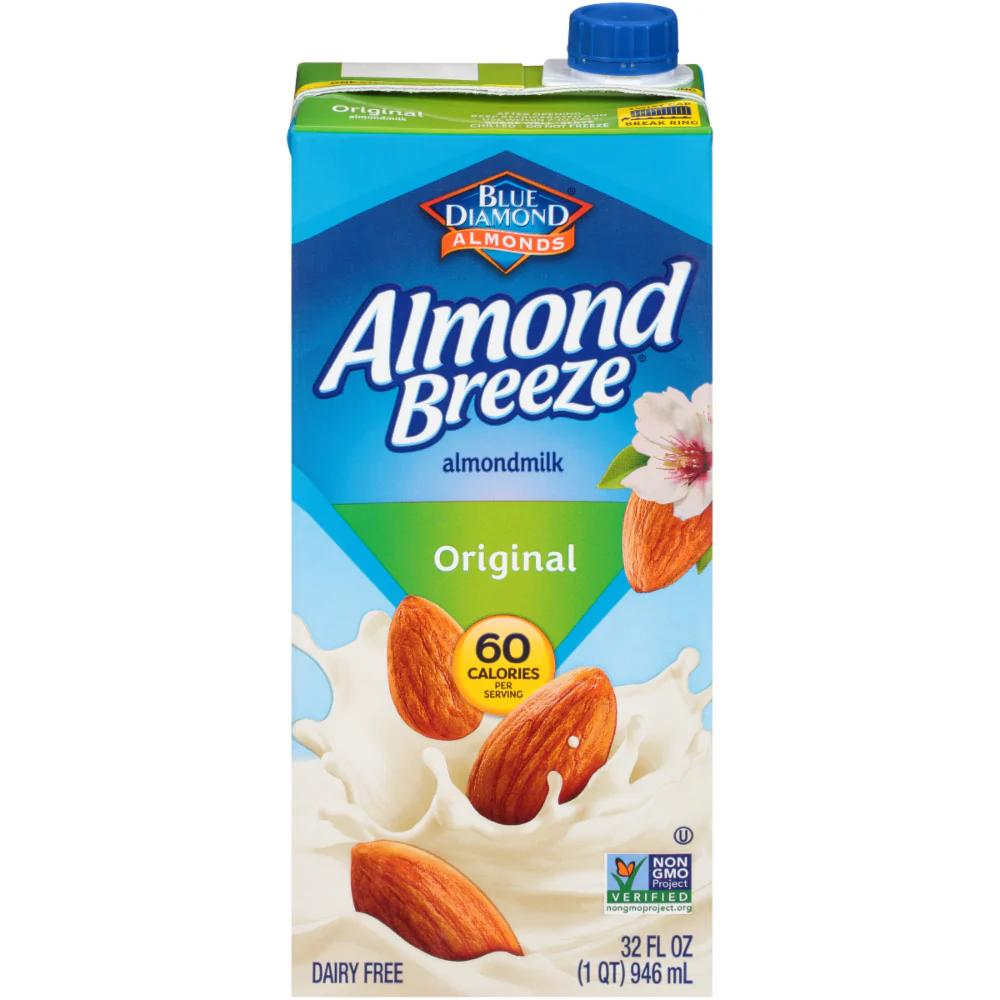 Original
almondmilk
CHILLED - DO NOT FREEZE
BREAK RING
BLUE
DIAMOND®
ALMONDS
Almond
Breeze®
almondmilk
Original
60
CALORIES
PER
SERVING
U
NON
GMO
Project
VERIFIED
nongmoproject.org
DAIRY FREE
32 FL OZ
(1 QT) 946 mL